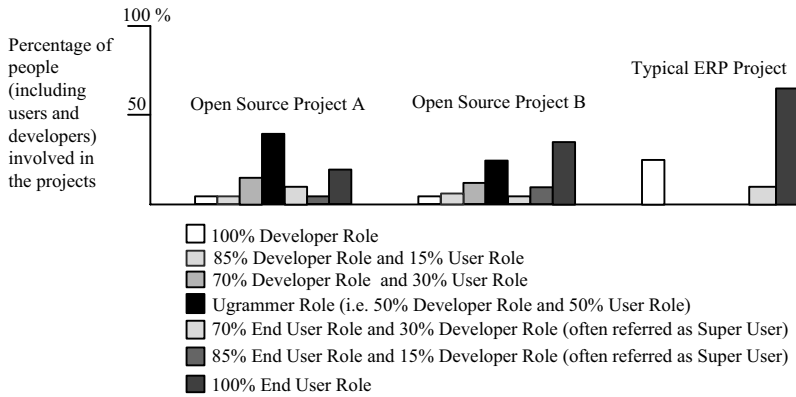 100 %
Percentage of
people
(including
users and
developers)
involved in
the projects
50
Open Source Project A
Open Source Project B
Typical ERP Project
100% Developer Role
85% Developer Role and 15% User Role
70% Developer Role and 30% User Role
Ugrammer Role (i.e. 50% Developer Role and 50% User Role)
70% End User Role and 30% Developer Role (often referred as Super User)
85% End User Role and 15% Developer Role (often referred as Super User)
100% End User Role